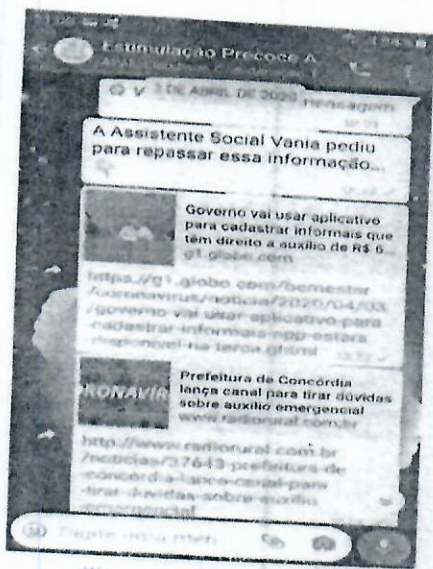 Estimulação Precoce A
3 DE ABRIL DE 2020
mensagem
A Assistente Social Vania pediu
para repassar essa informação...
Governo vai usar aplicativo
para cadastrar informais que
têm direito a auxílio de R$ 6...
g1.globo.com
https://g1.globo.com/bemestar
/coronavirus/noticia/2020/04/03
/governo-vai-usar-aplicativo-para
-cadastrar-informais-app-estara
-disponivel-na-terca.ghtml
RONAVÍR
Prefeitura de Concórdia
lança canal para tirar dúvidas
sobre auxílio emergencial
www.radiorural.com.br
http://www.radiorural.com.br
/noticias/37643-prefeitura-de
-concordia-lanca-canal-para
-tirar-duvidas-sobre-auxilio
-emergencial